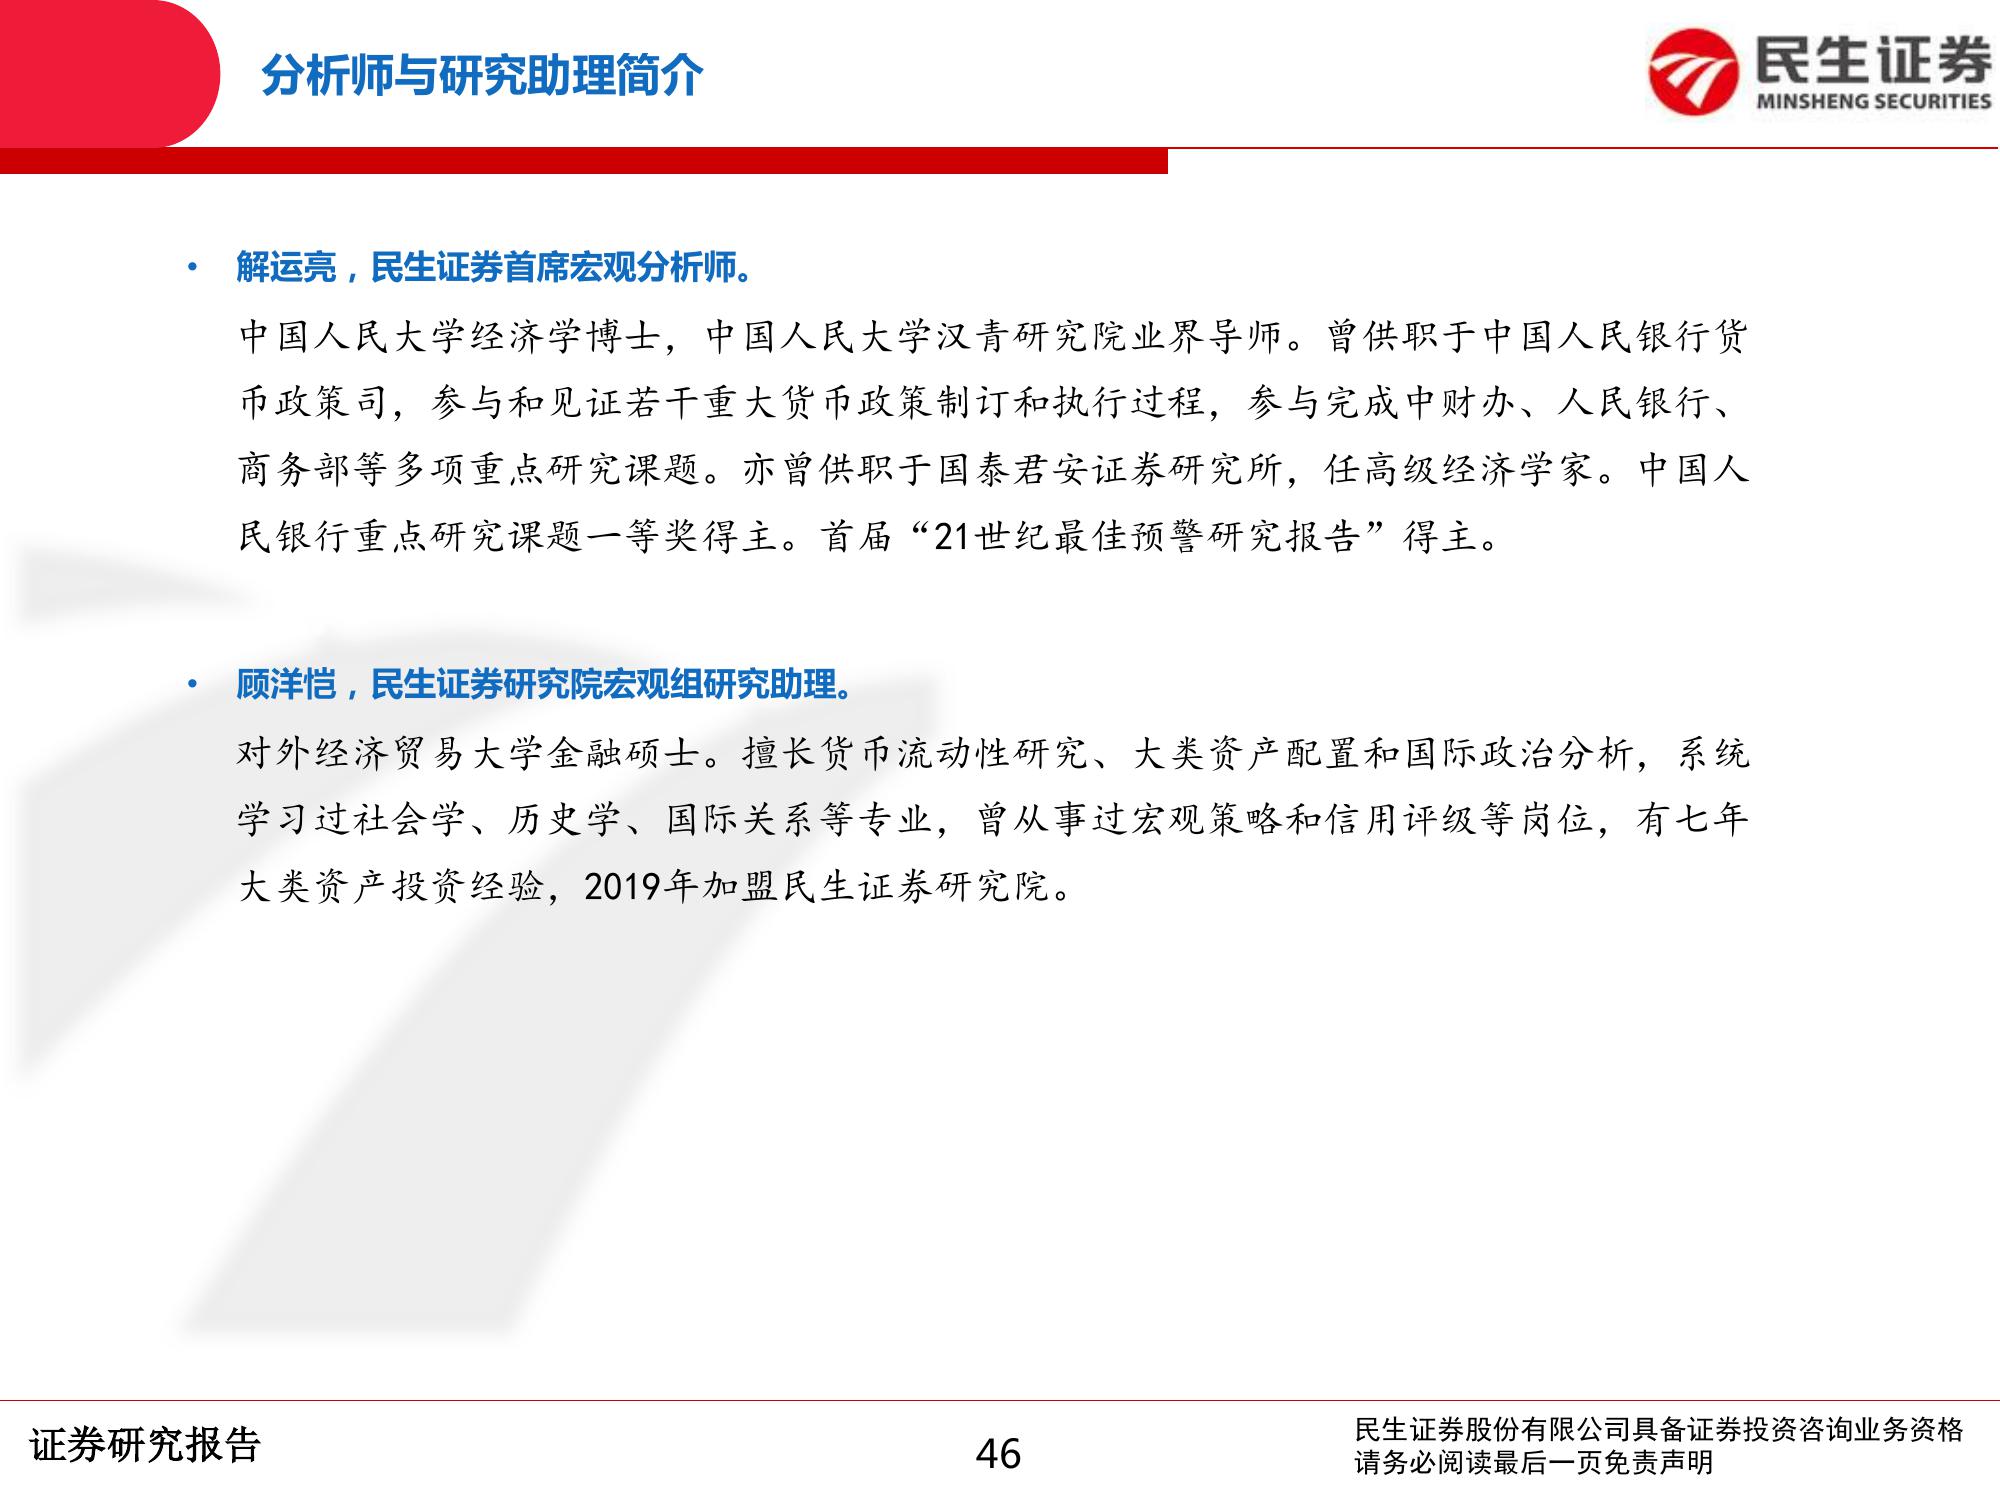 分析师与研究助理简介
民生证券
MINSHENG SECURITIES
• 解运亮，民生证券首席宏观分析师。
中国人民大学经济学博士，中国人民大学汉青研究院业界导师。曾供职于中国人民银行货
币政策司，参与和见证若干重大货币政策制订和执行过程，参与完成中财办、人民银行、
商务部等多项重点研究课题。亦曾供职于国泰君安证券研究所，任高级经济学家。中国人
民银行重点研究课题一等奖得主。首届“21世纪最佳预警研究报告”得主。
• 顾洋恺，民生证券研究院宏观组研究助理。
对外经济贸易大学金融硕士。擅长货币流动性研究、大类资产配置和国际政治分析，系统
学习过社会学、历史学、国际关系等专业，曾从事过宏观策略和信用评级等岗位，有七年
大类资产投资经验，2019年加盟民生证券研究院。
证券研究报告
46
民生证券股份有限公司具备证券投资咨询业务资格
请务必阅读最后一页免责声明